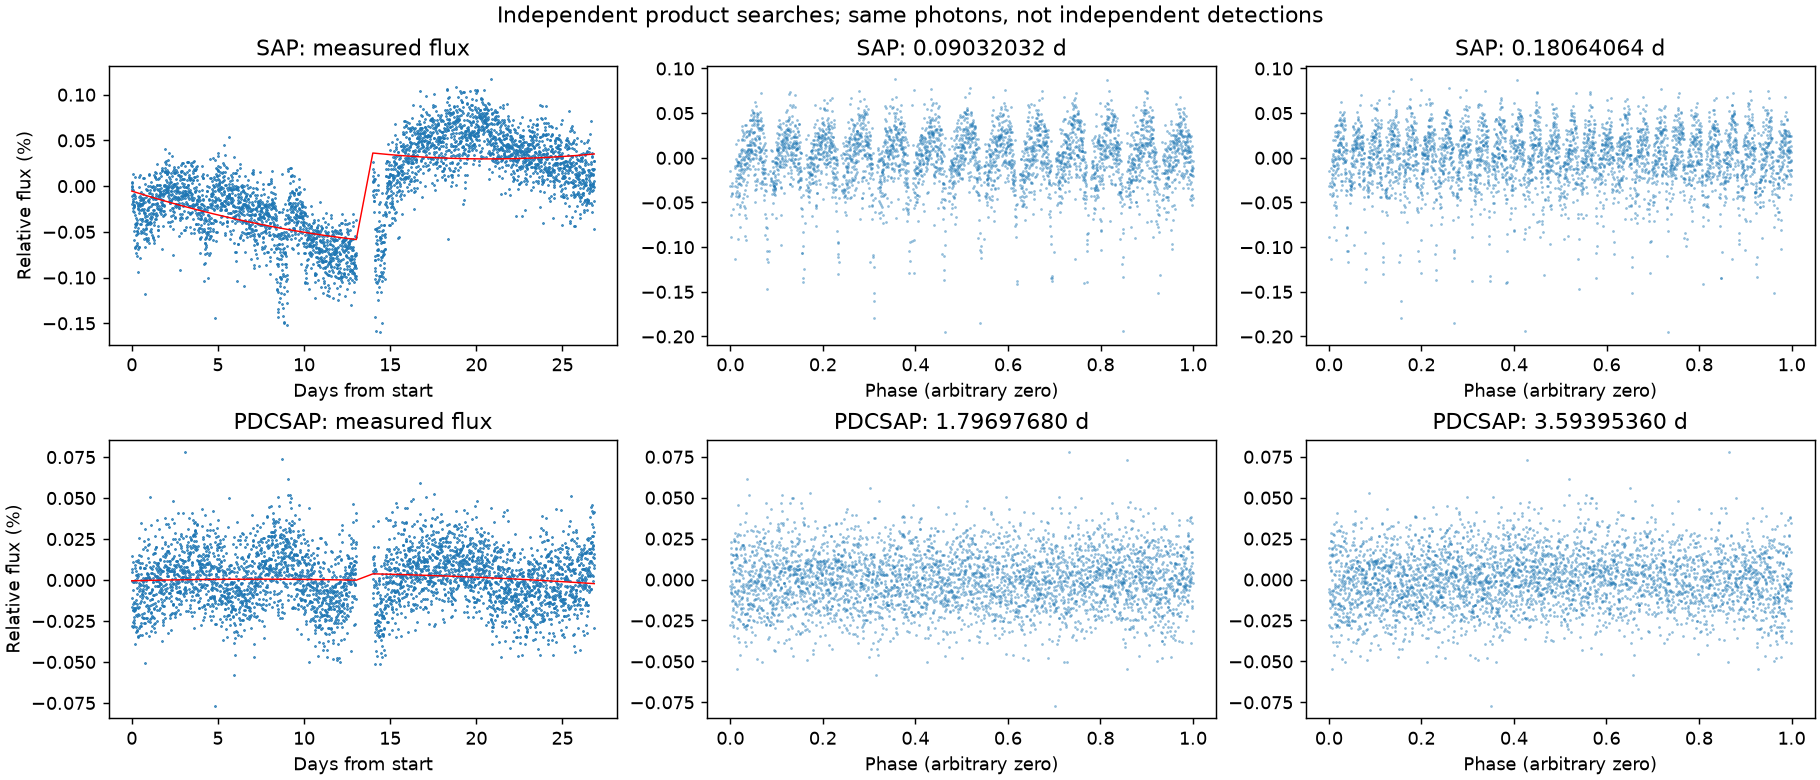 Independent product searches; same photons, not independent detections
SAP: measured flux
Relative flux (%)
0.10
0.05
0.00
−0.05
−0.10
−0.15
0 5 10 15 20 25
Days from start
SAP: 0.09032032 d
0.10
0.05
0.00
−0.05
−0.10
−0.15
−0.20
0.0 0.2 0.4 0.6 0.8 1.0
Phase (arbitrary zero)
SAP: 0.18064064 d
0.10
0.05
0.00
−0.05
−0.10
−0.15
−0.20
0.0 0.2 0.4 0.6 0.8 1.0
Phase (arbitrary zero)
PDCSAP: measured flux
Relative flux (%)
0.075
0.050
0.025
0.000
−0.025
−0.050
−0.075
0 5 10 15 20 25
Days from start
PDCSAP: 1.79697680 d
0.075
0.050
0.025
0.000
−0.025
−0.050
−0.075
0.0 0.2 0.4 0.6 0.8 1.0
Phase (arbitrary zero)
PDCSAP: 3.59395360 d
0.075
0.050
0.025
0.000
−0.025
−0.050
−0.075
0.0 0.2 0.4 0.6 0.8 1.0
Phase (arbitrary zero)